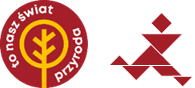 to nasz świat
przyroda